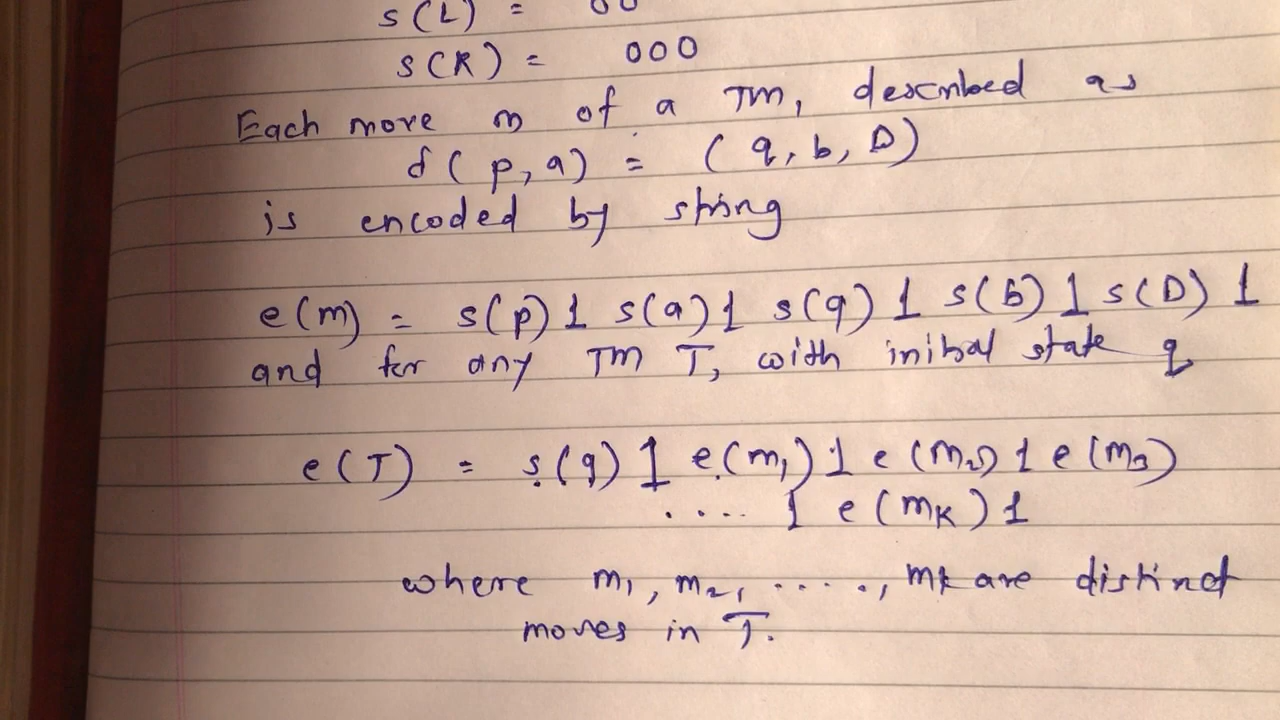 s(L) = 00
s(R) = 000
Each move m of a TM, described as
δ(p, a) = (q, b, D)
is encoded by string
e(m) = s(p)1 s(a)1 s(q) 1 s(b) 1 s(D) 1
and for any TM T, with initial state q
e(T) = s(q) 1 e(m₁) 1 e(m₂) 1 e(m₃)
.... 1 e(mₖ) 1
where m₁, m₂, ....., mk are distinct
moves in T.